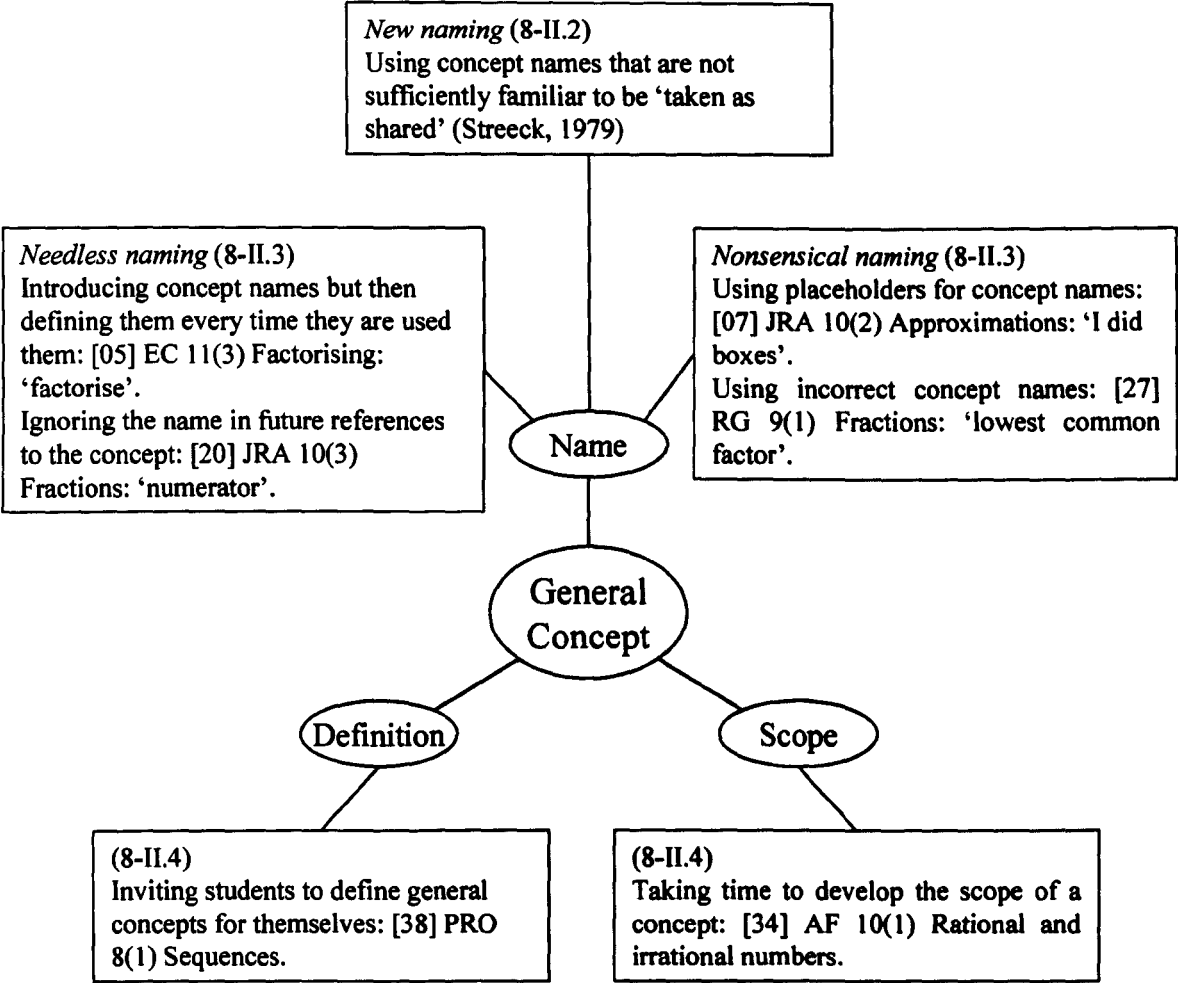 New naming (8-II.2)
Using concept names that are not
sufficiently familiar to be ‘taken as
shared’ (Streeck, 1979)
Needless naming (8-II.3)
Introducing concept names but then
defining them every time they are used
them: [05] EC 11(3) Factorising:
‘factorise’.
Ignoring the name in future references
to the concept: [20] JRA 10(3)
Fractions: ‘numerator’.
Nonsensical naming (8-II.3)
Using placeholders for concept names:
[07] JRA 10(2) Approximations: ‘I did
boxes’.
Using incorrect concept names: [27]
RG 9(1) Fractions: ‘lowest common
factor’.
Name
General
Concept
Definition
Scope
(8-II.4)
Inviting students to define general
concepts for themselves: [38] PRO
8(1) Sequences.
(8-II.4)
Taking time to develop the scope of a
concept: [34] AF 10(1) Rational and
irrational numbers.